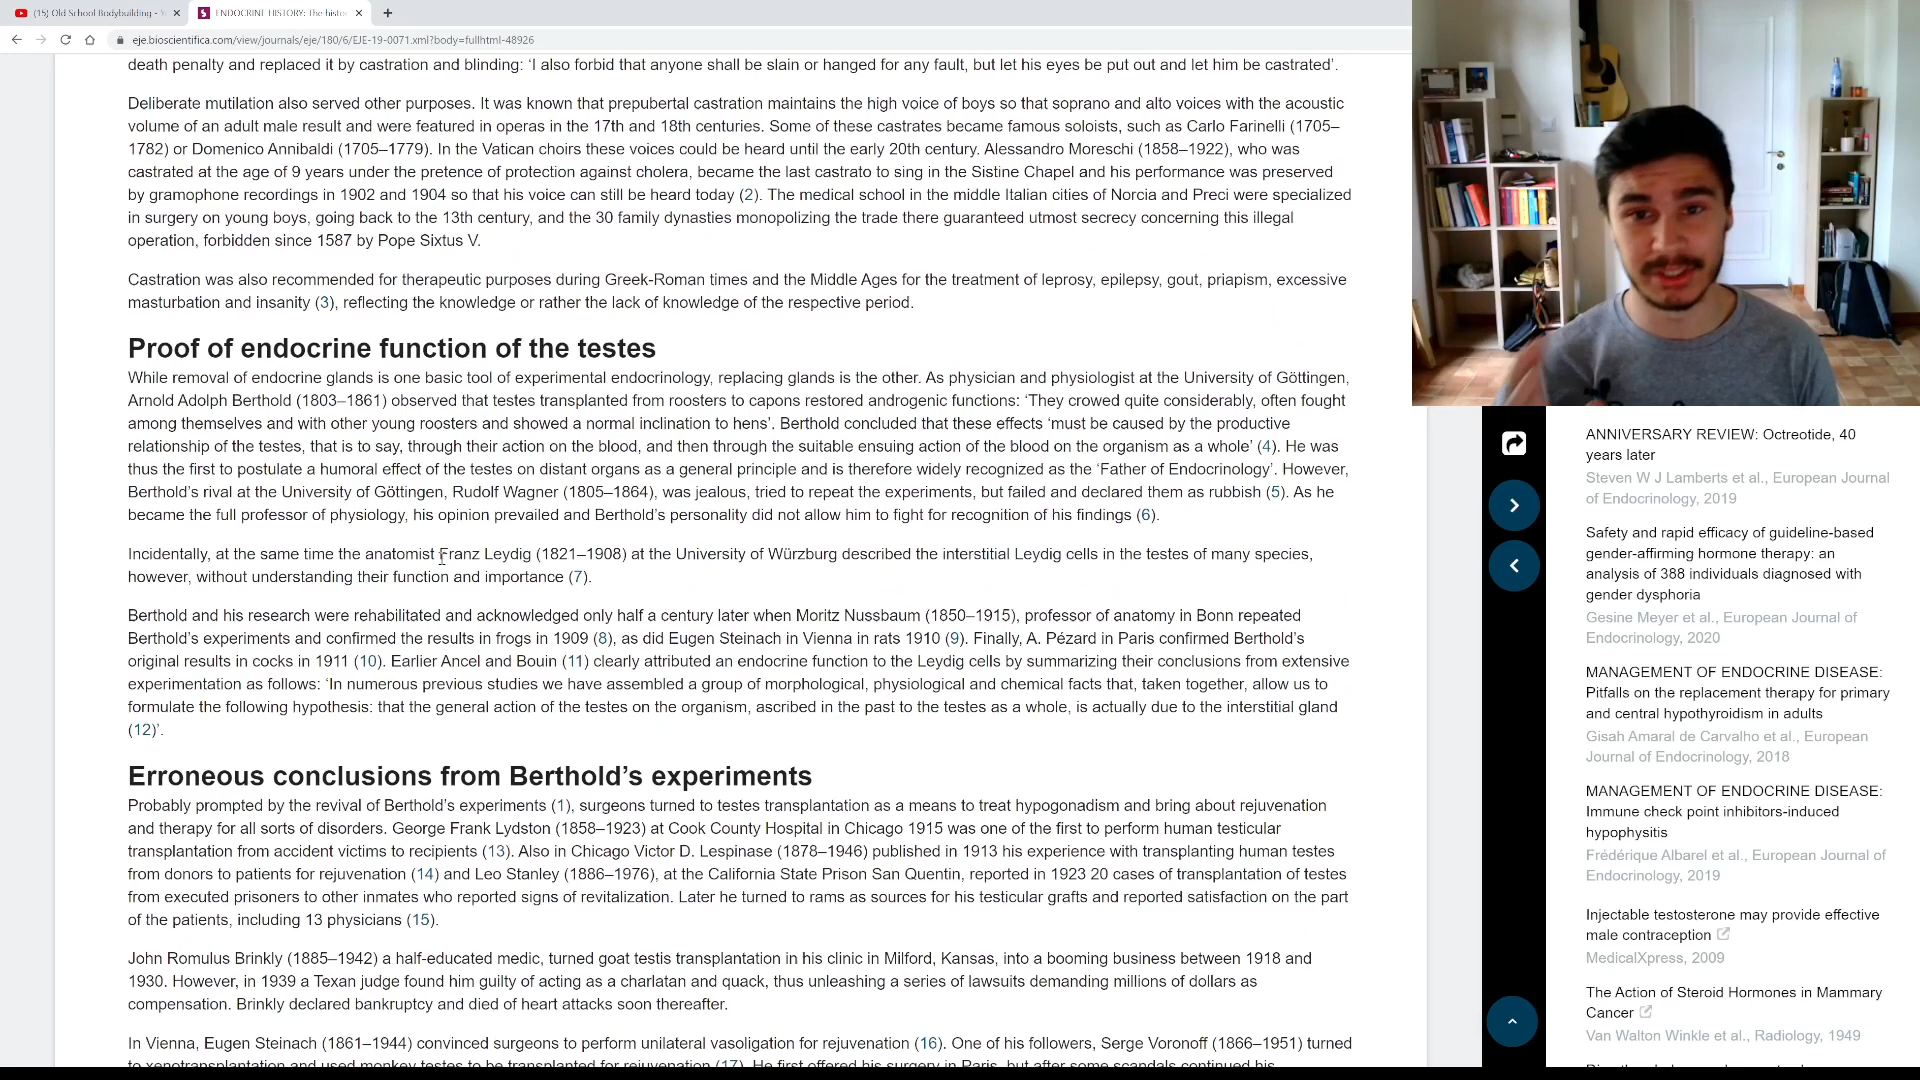 (15) Old School Bodybuilding -
ENDOCRINE HISTORY: The histo
eje.bioscientifica.com/view/journals/eje/180/6/EJE-19-0071.xml?body=fullhtml-48926
death penalty and replaced it by castration and blinding: ‘I also forbid that anyone shall be slain or hanged for any fault, but let his eyes be put out and let him be castrated’.
Deliberate mutilation also served other purposes. It was known that prepubertal castration maintains the high voice of boys so that soprano and alto voices with the acoustic
volume of an adult male result and were featured in operas in the 17th and 18th centuries. Some of these castrates became famous soloists, such as Carlo Farinelli (1705–
1782) or Domenico Annibaldi (1705–1779). In the Vatican choirs these voices could be heard until the early 20th century. Alessandro Moreschi (1858–1922), who was
castrated at the age of 9 years under the pretence of protection against cholera, became the last castrato to sing in the Sistine Chapel and his performance was preserved
by gramophone recordings in 1902 and 1904 so that his voice can still be heard today (2). The medical school in the middle Italian cities of Norcia and Preci were specialized
in surgery on young boys, going back to the 13th century, and the 30 family dynasties monopolizing the trade there guaranteed utmost secrecy concerning this illegal
operation, forbidden since 1587 by Pope Sixtus V.
Castration was also recommended for therapeutic purposes during Greek-Roman times and the Middle Ages for the treatment of leprosy, epilepsy, gout, priapism, excessive
masturbation and insanity (3), reflecting the knowledge or rather the lack of knowledge of the respective period.
Proof of endocrine function of the testes
While removal of endocrine glands is one basic tool of experimental endocrinology, replacing glands is the other. As physician and physiologist at the University of Göttingen,
Arnold Adolph Berthold (1803–1861) observed that testes transplanted from roosters to capons restored androgenic functions: ‘They crowed quite considerably, often fought
among themselves and with other young roosters and showed a normal inclination to hens’. Berthold concluded that these effects ‘must be caused by the productive
relationship of the testes, that is to say, through their action on the blood, and then through the suitable ensuing action of the blood on the organism as a whole’ (4). He was
thus the first to postulate a humoral effect of the testes on distant organs as a general principle and is therefore widely recognized as the ‘Father of Endocrinology’. However,
Berthold’s rival at the University of Göttingen, Rudolf Wagner (1805–1864), was jealous, tried to repeat the experiments, but failed and declared them as rubbish (5). As he
became the full professor of physiology, his opinion prevailed and Berthold’s personality did not allow him to fight for recognition of his findings (6).
Incidentally, at the same time the anatomist Franz Leydig (1821–1908) at the University of Würzburg described the interstitial Leydig cells in the testes of many species,
however, without understanding their function and importance (7).
Berthold and his research were rehabilitated and acknowledged only half a century later when Moritz Nussbaum (1850–1915), professor of anatomy in Bonn repeated
Berthold’s experiments and confirmed the results in frogs in 1909 (8), as did Eugen Steinach in Vienna in rats 1910 (9). Finally, A. Pézard in Paris confirmed Berthold’s
original results in cocks in 1911 (10). Earlier Ancel and Bouin (11) clearly attributed an endocrine function to the Leydig cells by summarizing their conclusions from extensive
experimentation as follows: ‘In numerous previous studies we have assembled a group of morphological, physiological and chemical facts that, taken together, allow us to
formulate the following hypothesis: that the general action of the testes on the organism, ascribed in the past to the testes as a whole, is actually due to the interstitial gland
(12)’.
Erroneous conclusions from Berthold’s experiments
Probably prompted by the revival of Berthold’s experiments (1), surgeons turned to testes transplantation as a means to treat hypogonadism and bring about rejuvenation
and therapy for all sorts of disorders. George Frank Lydston (1858–1923) at Cook County Hospital in Chicago 1915 was one of the first to perform human testicular
transplantation from accident victims to recipients (13). Also in Chicago Victor D. Lespinase (1878–1946) published in 1913 his experience with transplanting human testes
from donors to patients for rejuvenation (14) and Leo Stanley (1886–1976), at the California State Prison San Quentin, reported in 1923 20 cases of transplantation of testes
from executed prisoners to other inmates who reported signs of revitalization. Later he turned to rams as sources for his testicular grafts and reported satisfaction on the part
of the patients, including 13 physicians (15).
John Romulus Brinkly (1885–1942) a half-educated medic, turned goat testis transplantation in his clinic in Milford, Kansas, into a booming business between 1918 and
1930. However, in 1939 a Texan judge found him guilty of acting as a charlatan and quack, thus unleashing a series of lawsuits demanding millions of dollars as
compensation. Brinkly declared bankruptcy and died of heart attacks soon thereafter.
In Vienna, Eugen Steinach (1861–1944) convinced surgeons to perform unilateral vasoligation for rejuvenation (16). One of his followers, Serge Voronoff (1866–1951) turned
to xenotransplantation and used monkey testes to be transplanted for rejuvenation (17). He first offered his surgery in Paris, but after some scandals continued his
ANNIVERSARY REVIEW: Octreotide, 40
years later
Steven W J Lamberts et al., European Journal
of Endocrinology, 2019
Safety and rapid efficacy of guideline-based
gender-affirming hormone therapy: an
analysis of 388 individuals diagnosed with
gender dysphoria
Gesine Meyer et al., European Journal of
Endocrinology, 2020
MANAGEMENT OF ENDOCRINE DISEASE:
Pitfalls on the replacement therapy for primary
and central hypothyroidism in adults
Gisah Amaral de Carvalho et al., European
Journal of Endocrinology, 2018
MANAGEMENT OF ENDOCRINE DISEASE:
Immune check point inhibitors-induced
hypophysitis
Frédérique Albarel et al., European Journal of
Endocrinology, 2019
Injectable testosterone may provide effective
male contraception
MedicalXpress, 2009
The Action of Steroid Hormones in Mammary
Cancer
Van Walton Winkle et al., Radiology, 1949